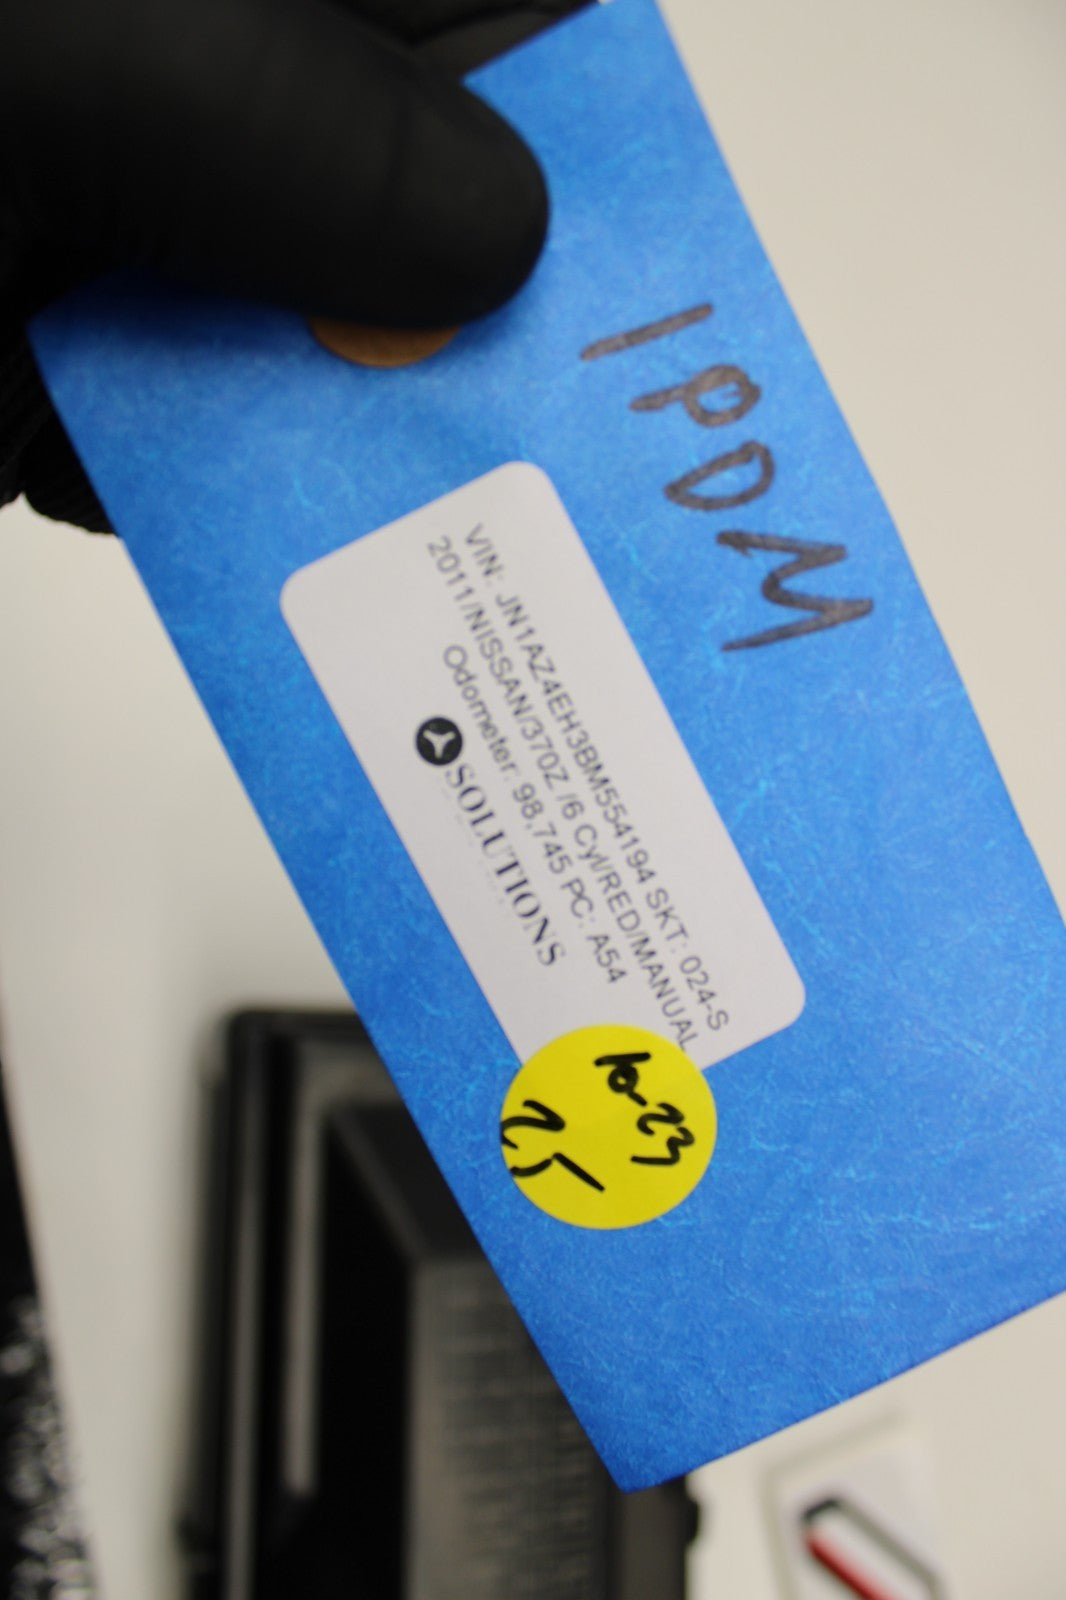 IPDM
VIN: JN1AZ4EH3BM554194 SKT: 024-S
2011/NISSAN/370Z /6 Cyl/RED/MANUAL
Odometer: 98,745 PC: A54
SOLUTIONS
10-23
25